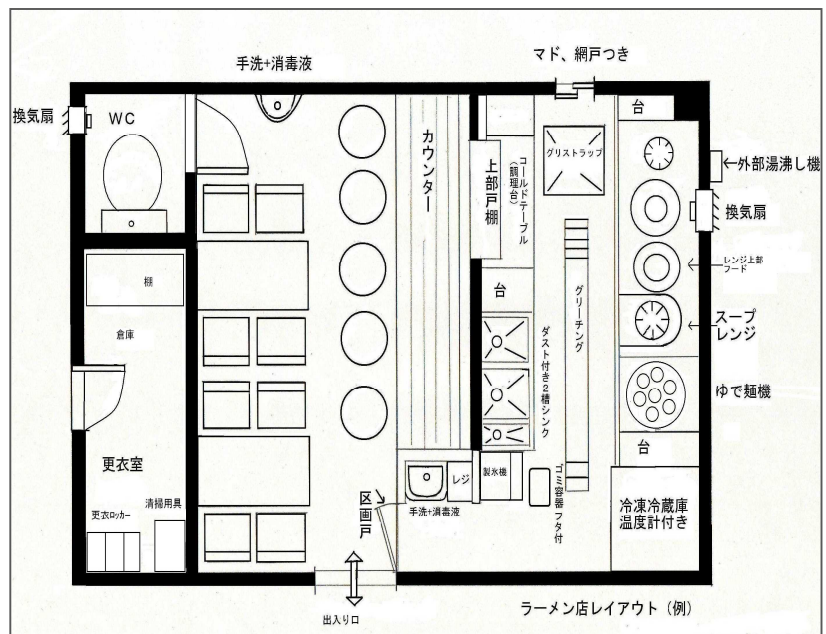 マド、網戸つき
手洗+消毒液
換気扇
WC
台
カウンター
上部戸棚
コールドテーブル
(調理台)
グリストラップ
←外部湯沸し機
換気扇
レンジ上部
フード
棚
台
グリーチング
スープ
レンジ
倉庫
ダスト付き2槽シンク
ゆで麺機
台
更衣室
清掃用具
更衣ロッカー
区画戸
レジ
製氷機
手洗+消毒液
ゴミ容器フタ付
冷凍冷蔵庫
温度計付き
出入り口
ラーメン店レイアウト(例)